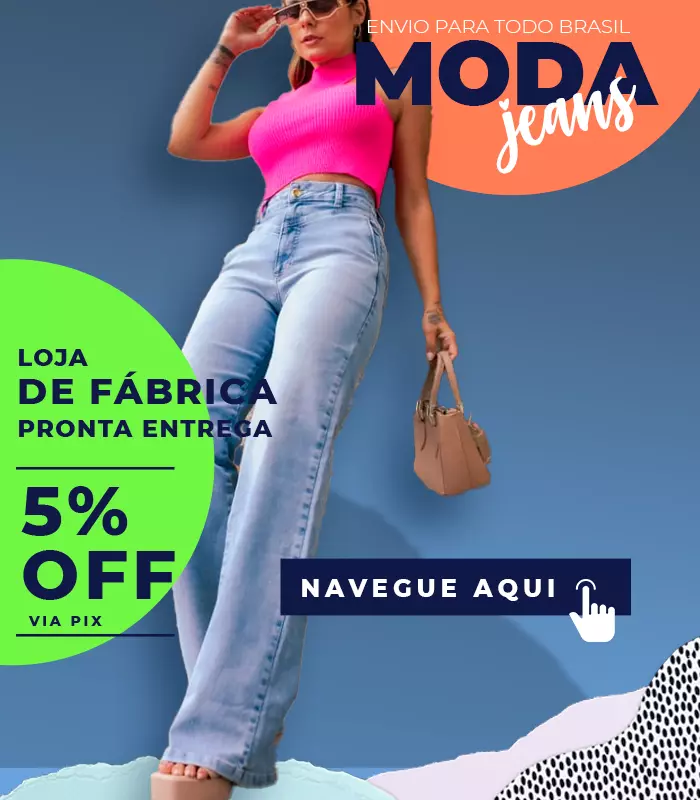 ENVIO PARA TODO BRASIL
MODA
jeans
LOJA
DE FÁBRICA
PRONTA ENTREGA
5%
OFF
VIA PIX
NAVEGUE AQUI